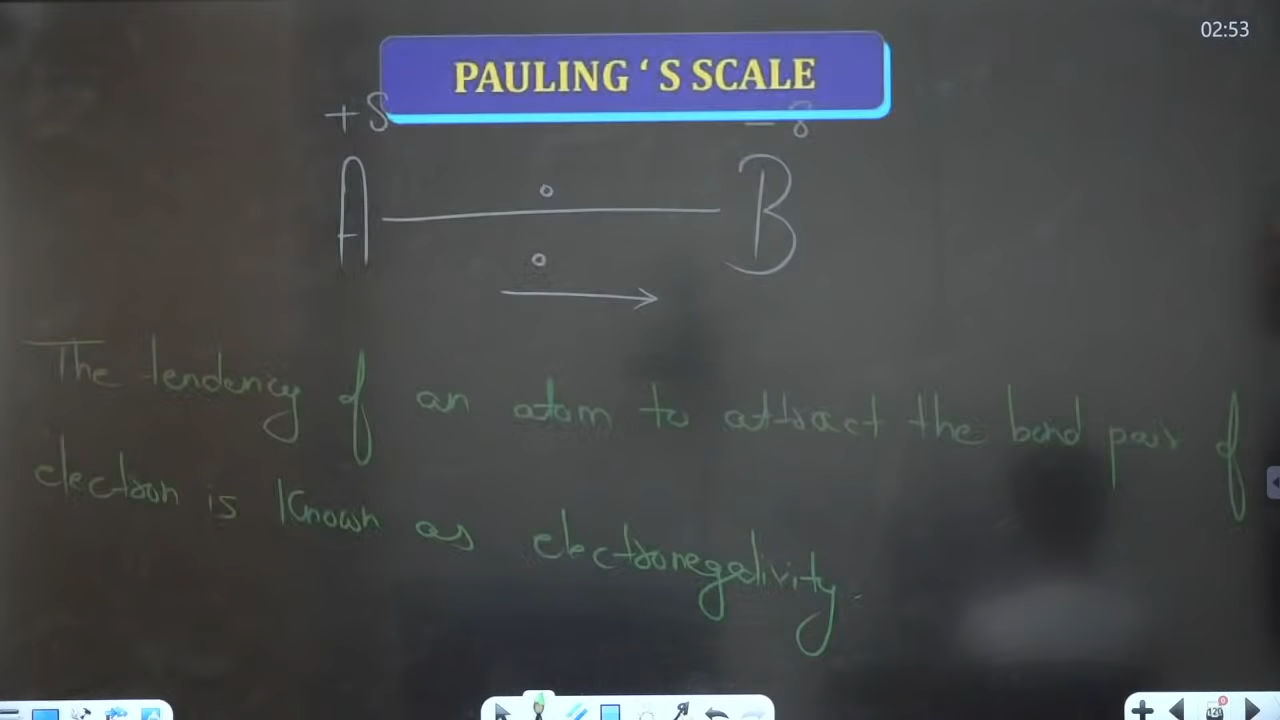 02:53
PAULING ‘ S SCALE
+δ - δ
A B
The tendency of an atom to attract the bond pair of
electron is known as electronegativity.
120